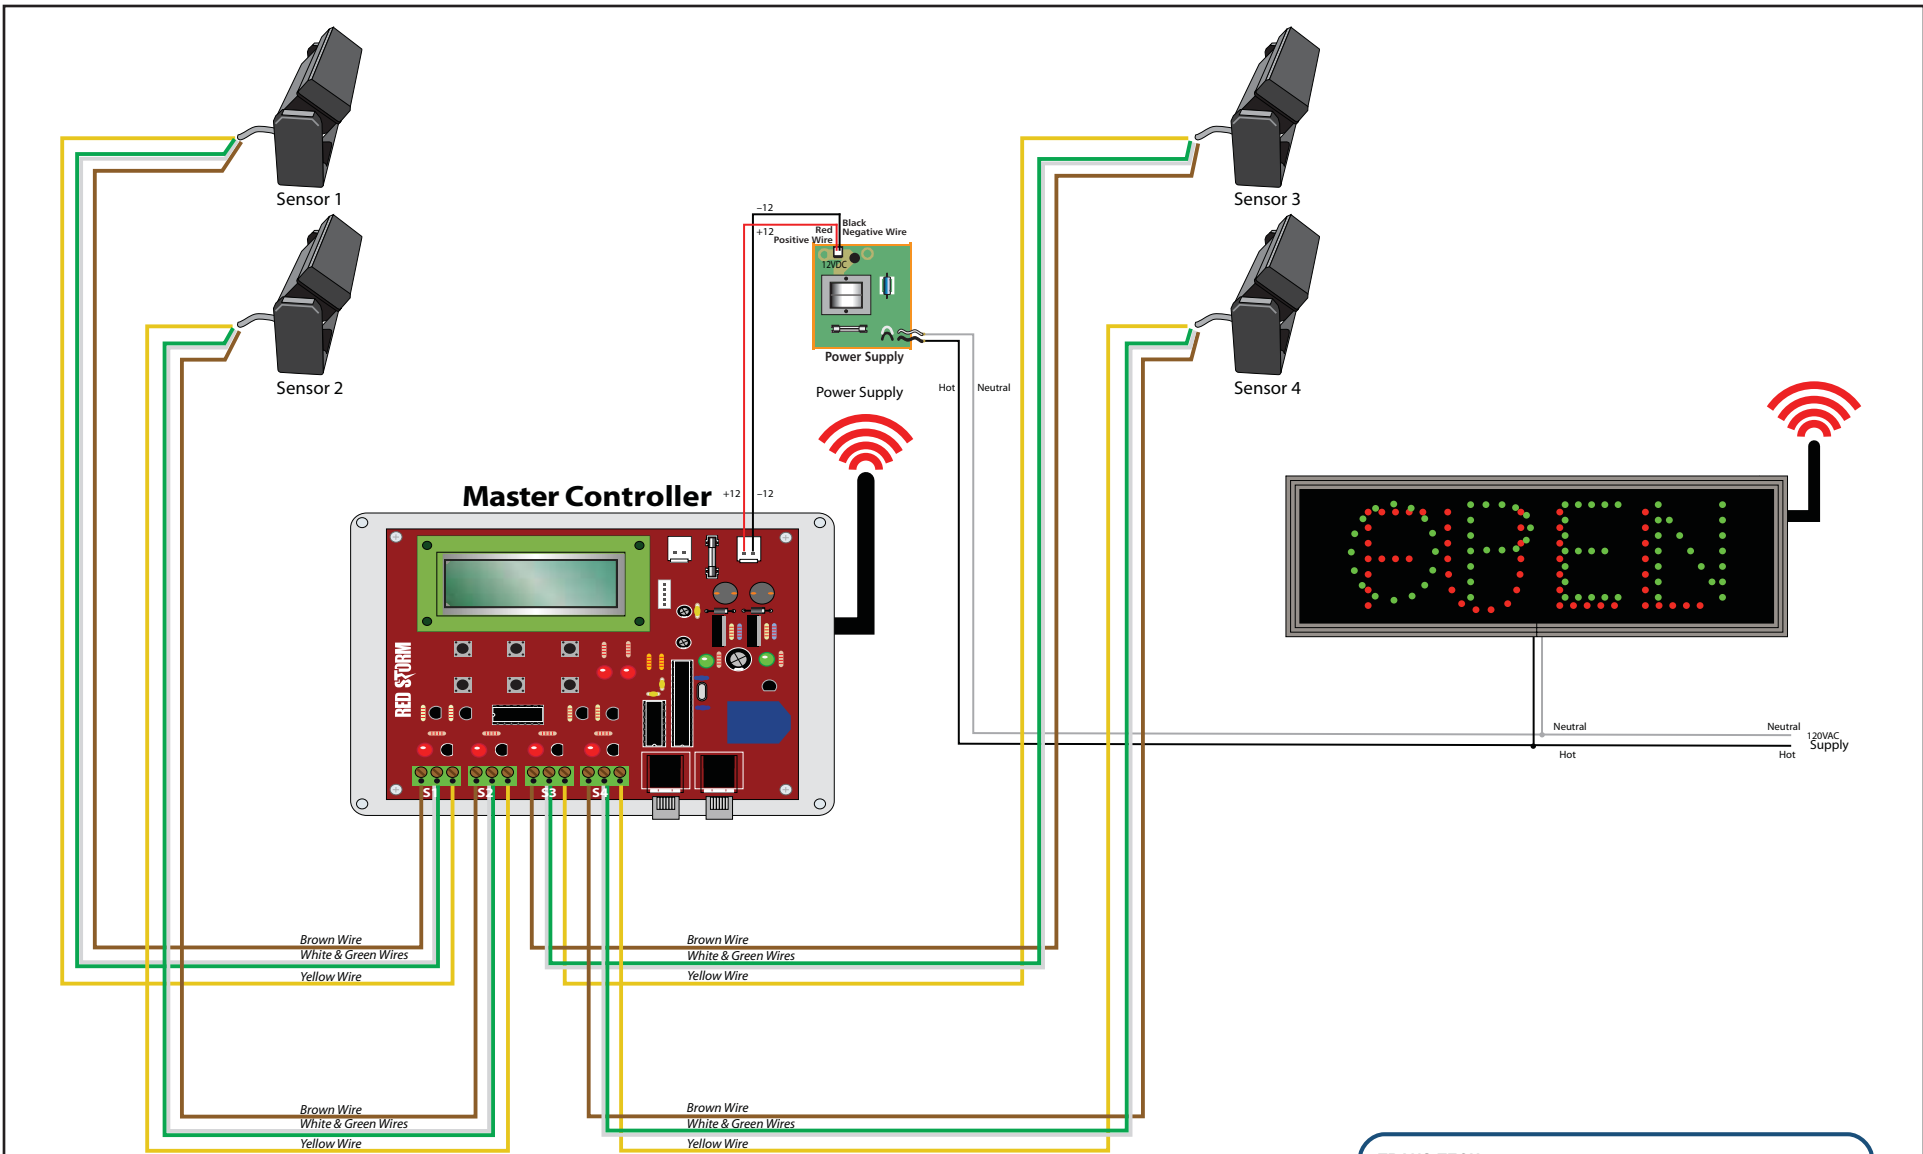 Sensor 1
Sensor 2
Sensor 3
Sensor 4
–12
+12
Black
Negative Wire
Red
Positive Wire
12VDC
Power Supply
Power Supply
Hot
Neutral
Master Controller
+12
–12
RED STORM
S1
S2
S3
S4
Neutral
Hot
Neutral
Hot
120VAC
Supply
Brown Wire
White & Green Wires
Yellow Wire
Brown Wire
White & Green Wires
Yellow Wire
Brown Wire
White & Green Wires
Yellow Wire
Brown Wire
White & Green Wires
Yellow Wire